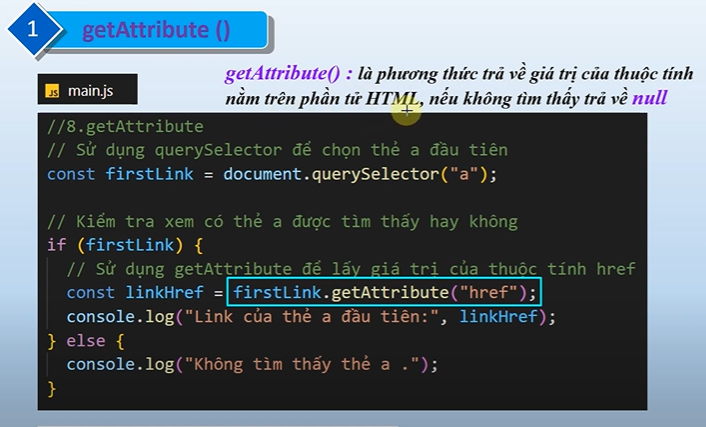 1
getAttribute ()
getAttribute() : là phương thức trả về giá trị của thuộc tính
nằm trên phần tử HTML, nếu không tìm thấy trả về null
JS main.js
//8.getAttribute
// Sử dụng querySelector để chọn thẻ a đầu tiên
const firstLink = document.querySelector("a");
// Kiểm tra xem có thẻ a được tìm thấy hay không
if (firstLink) {
// Sử dụng getAttribute để lấy giá trị của thuộc tính href
const linkHref = firstLink.getAttribute("href");
console.log("Link của thẻ a đầu tiên:", linkHref);
} else {
console.log("Không tìm thấy thẻ a .");
}